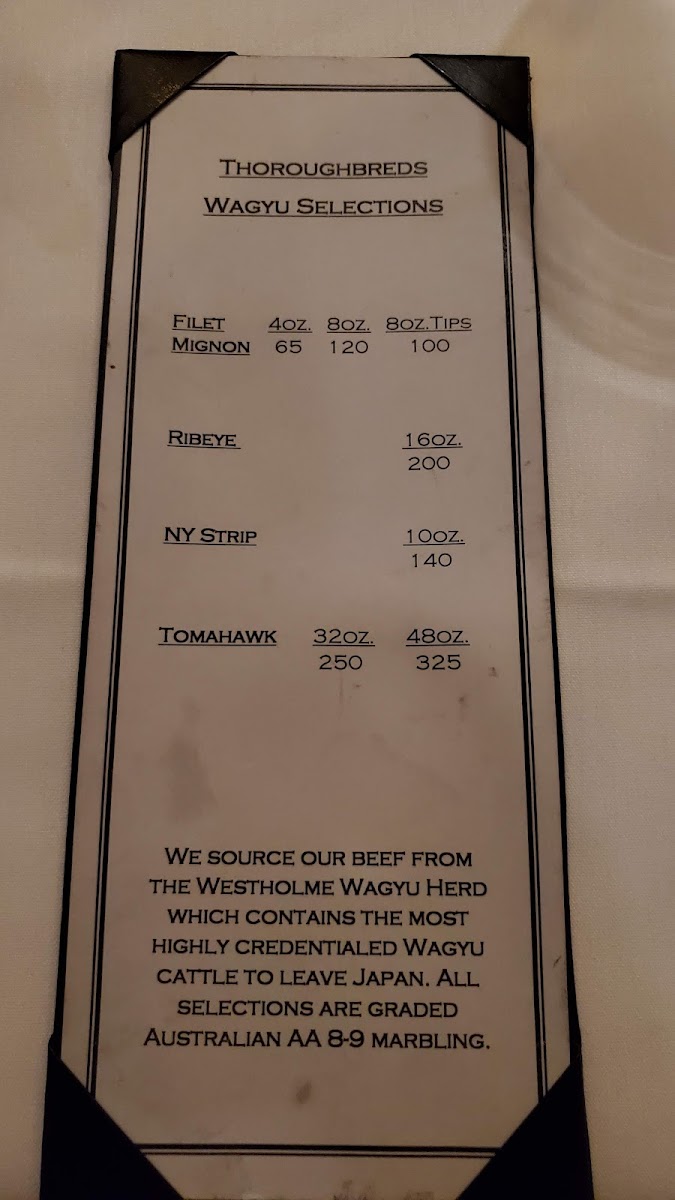 THOROUGHBREDS
WAGYU SELECTIONS
FILET 4OZ. 8OZ. 8OZ.TIPS
MIGNON 65 120 100
RIBEYE 16OZ.
200
NY STRIP 10OZ.
140
TOMAHAWK 32OZ. 48OZ.
250 325
WE SOURCE OUR BEEF FROM
THE WESTHOLME WAGYU HERD
WHICH CONTAINS THE MOST
HIGHLY CREDENTIALED WAGYU
CATTLE TO LEAVE JAPAN. ALL
SELECTIONS ARE GRADED
AUSTRALIAN AA 8-9 MARBLING.